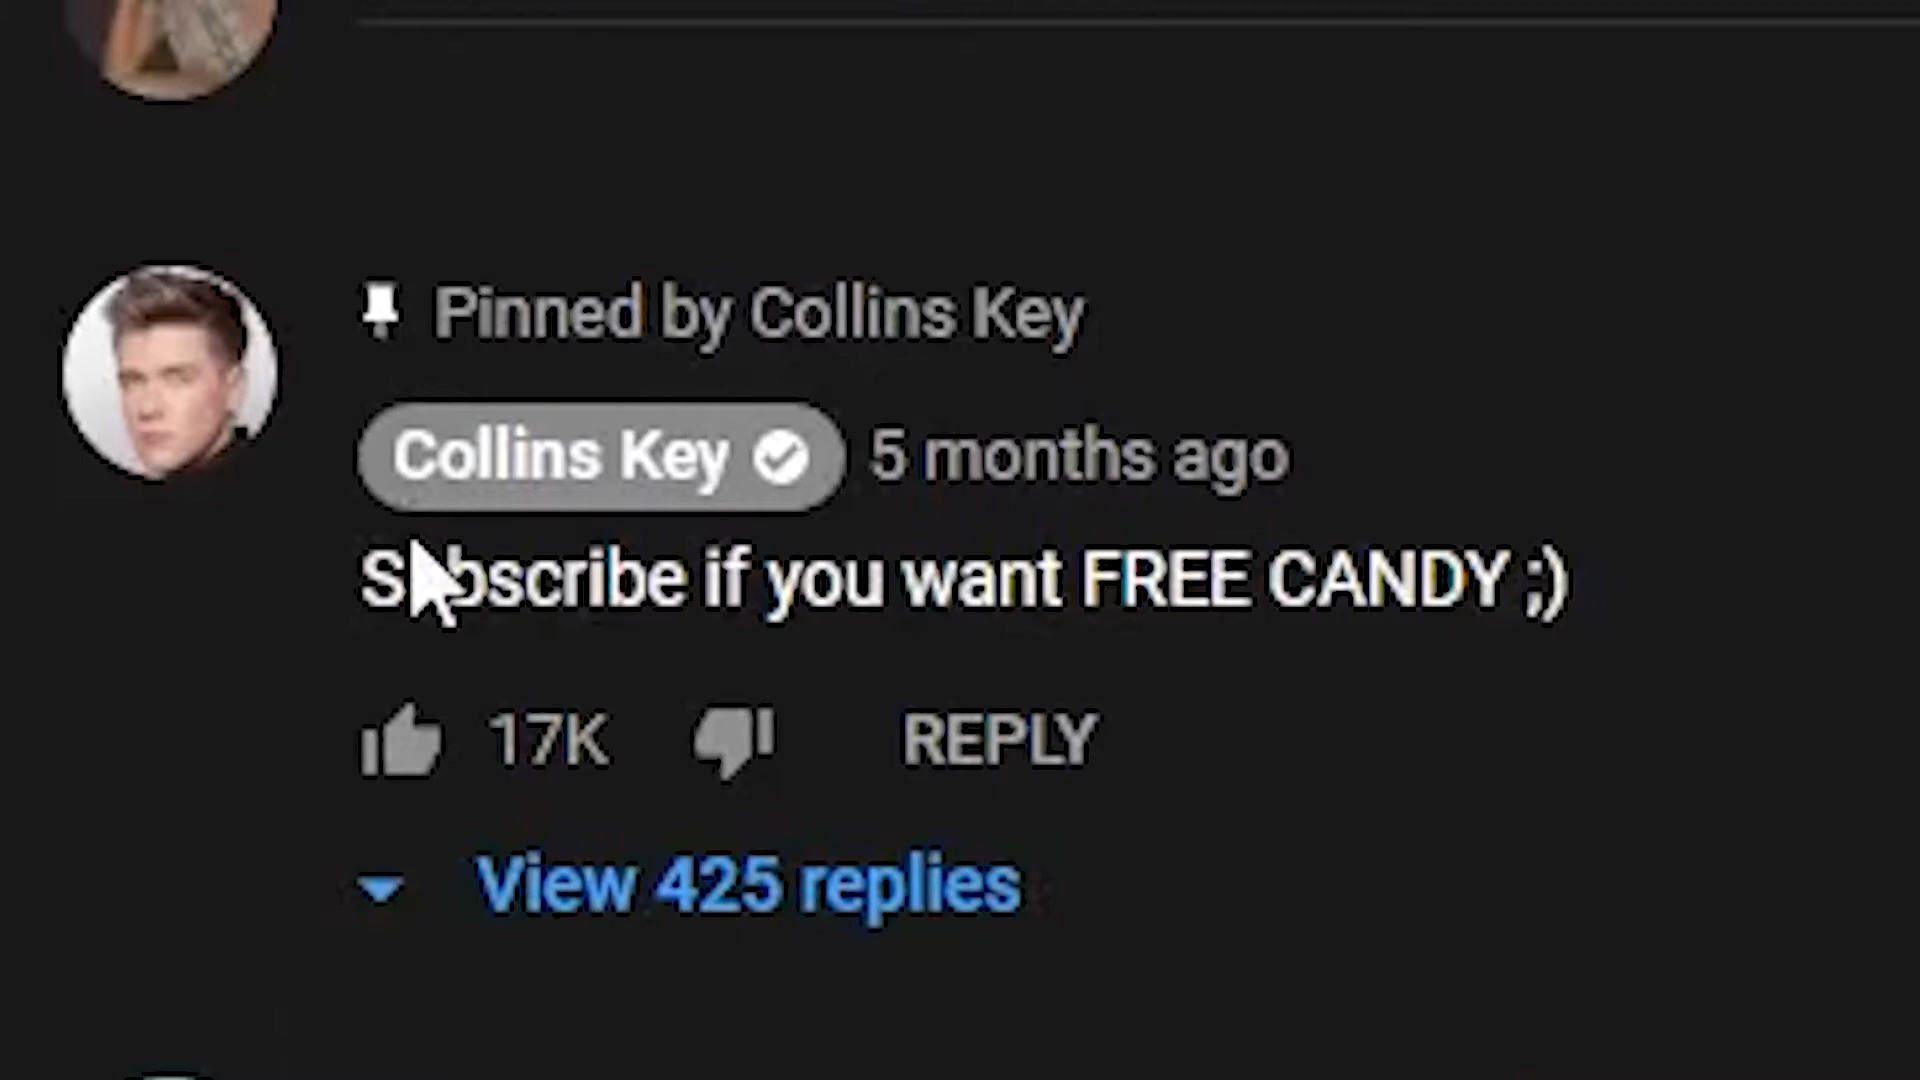 Pinned by Collins Key
Collins Key 5 months ago
Subscribe if you want FREE CANDY ;)
17K REPLY
View 425 replies